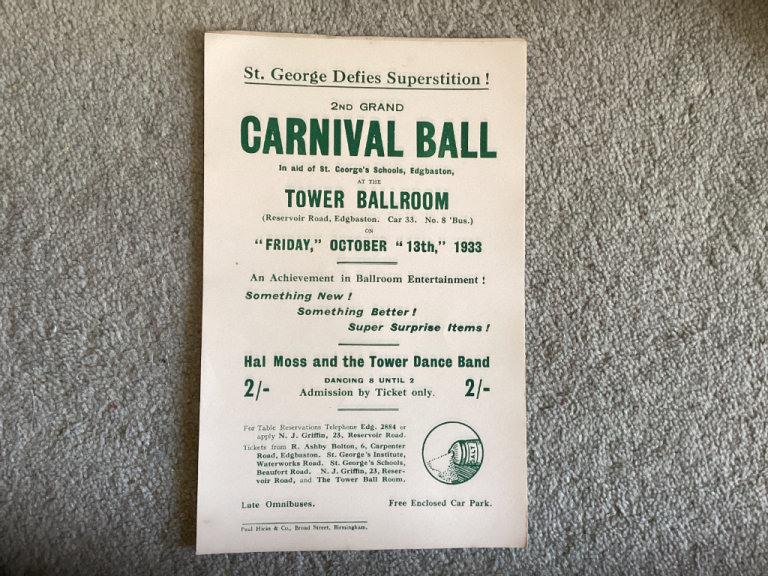 St. George Defies Superstition !
2ND GRAND
CARNIVAL BALL
In aid of St. George's Schools, Edgbaston,
AT THE
TOWER BALLROOM
(Reservoir Road, Edgbaston. Car 33. No. 8 'Bus.)
ON
"FRIDAY," OCTOBER "13th," 1933
An Achievement in Ballroom Entertainment !
Something New !
Something Better !
Super Surprise Items !
Hal Moss and the Tower Dance Band
DANCING 8 UNTIL 2
2/- Admission by Ticket only. 2/-
For Table Reservations Telephone Edg. 2884 or
apply N. J. Griffin, 23, Reservoir Road.
Tickets from R. Ashby Bolton, 6, Carpenter
Road, Edgbaston. St. George's Institute,
Waterworks Road. St. George's Schools,
Beaufort Road. N. J. Griffin, 23, Reser-
voir Road, and The Tower Ball Room.
SALT
Late Omnibuses. Free Enclosed Car Park.
Paul Hicks & Co., Broad Street, Birmingham.